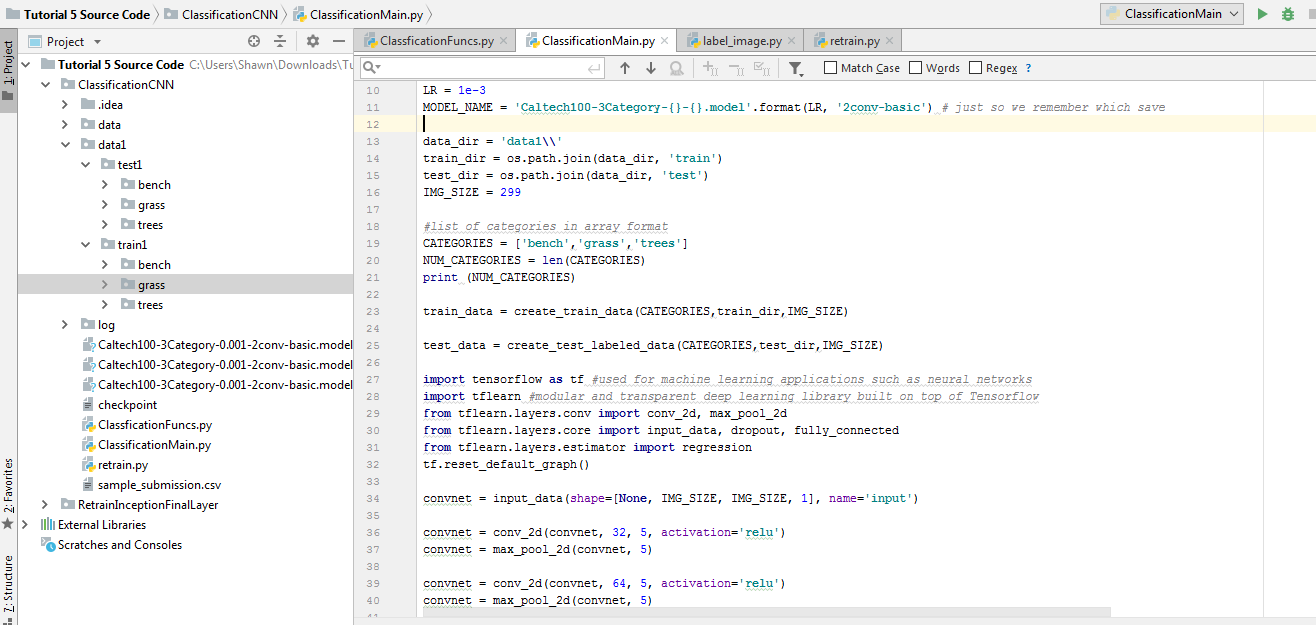 Tutorial 5 Source Code ClassificationCNN ClassificationMain.py
ClassificationMain
Project
ClassficationFuncs.py ClassificationMain.py label_image.py retrain.py
Match Case Words Regex ?
1: Project
2: Favorites
7: Structure
Tutorial 5 Source Code C:\Users\Shawn\Downloads\Tu
ClassificationCNN
.idea
data
data1
test1
bench
grass
trees
train1
bench
grass
trees
log
Caltech100-3Category-0.001-2conv-basic.model
Caltech100-3Category-0.001-2conv-basic.model
Caltech100-3Category-0.001-2conv-basic.model
checkpoint
ClassficationFuncs.py
ClassificationMain.py
retrain.py
sample_submission.csv
RetrainInceptionFinalLayer
External Libraries
Scratches and Consoles
10 LR = 1e-3
11 MODEL_NAME = 'Caltech100-3Category-{}-{}.model'.format(LR, '2conv-basic') # just so we remember which save
12
13 data_dir = 'data1\\'
14 train_dir = os.path.join(data_dir, 'train')
15 test_dir = os.path.join(data_dir, 'test')
16 IMG_SIZE = 299
17
18 #list of categories in array format
19 CATEGORIES = ['bench','grass','trees']
20 NUM_CATEGORIES = len(CATEGORIES)
21 print (NUM_CATEGORIES)
22
23 train_data = create_train_data(CATEGORIES,train_dir,IMG_SIZE)
24
25 test_data = create_test_labeled_data(CATEGORIES,test_dir,IMG_SIZE)
26
27 import tensorflow as tf #used for machine learning applications such as neural networks
28 import tflearn #modular and transparent deep learning library built on top of Tensorflow
29 from tflearn.layers.conv import conv_2d, max_pool_2d
30 from tflearn.layers.core import input_data, dropout, fully_connected
31 from tflearn.layers.estimator import regression
32 tf.reset_default_graph()
33
34 convnet = input_data(shape=[None, IMG_SIZE, IMG_SIZE, 1], name='input')
35
36 convnet = conv_2d(convnet, 32, 5, activation='relu')
37 convnet = max_pool_2d(convnet, 5)
38
39 convnet = conv_2d(convnet, 64, 5, activation='relu')
40 convnet = max_pool_2d(convnet, 5)
41